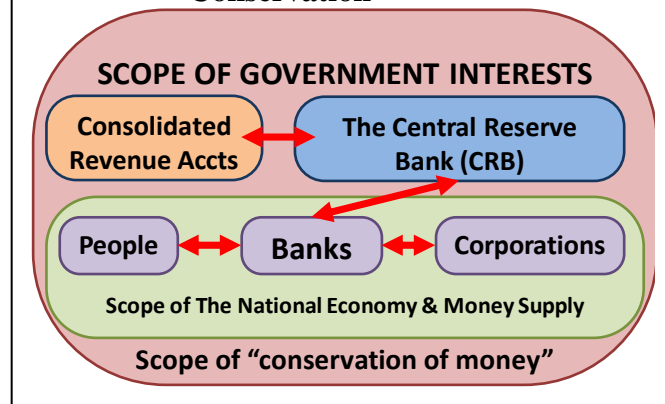 Conservation
SCOPE OF GOVERNMENT INTERESTS
Consolidated
Revenue Accts
The Central Reserve
Bank (CRB)
People
Banks
Corporations
Scope of The National Economy & Money Supply
Scope of “conservation of money”